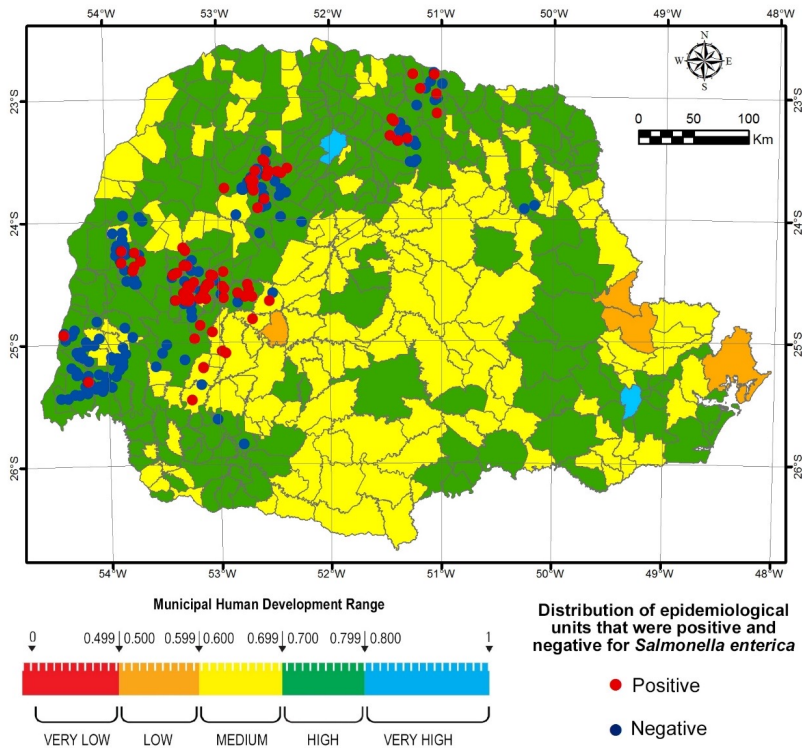 54°W 53°W 52°W 51°W 50°W 49°W 48°W
N
W E
S
23°S 23°S
0 50 100
Km
24°S 24°S
25°S 25°S
26°S 26°S
54°W 53°W 52°W 51°W 50°W 49°W 48°W
Municipal Human Development Range
0 0.499 0.500 0.599 0.600 0.699 0.700 0.799 0.800 1
VERY LOW LOW MEDIUM HIGH VERY HIGH
Distribution of epidemiological
units that were positive and
negative for Salmonella enterica
Positive
Negative